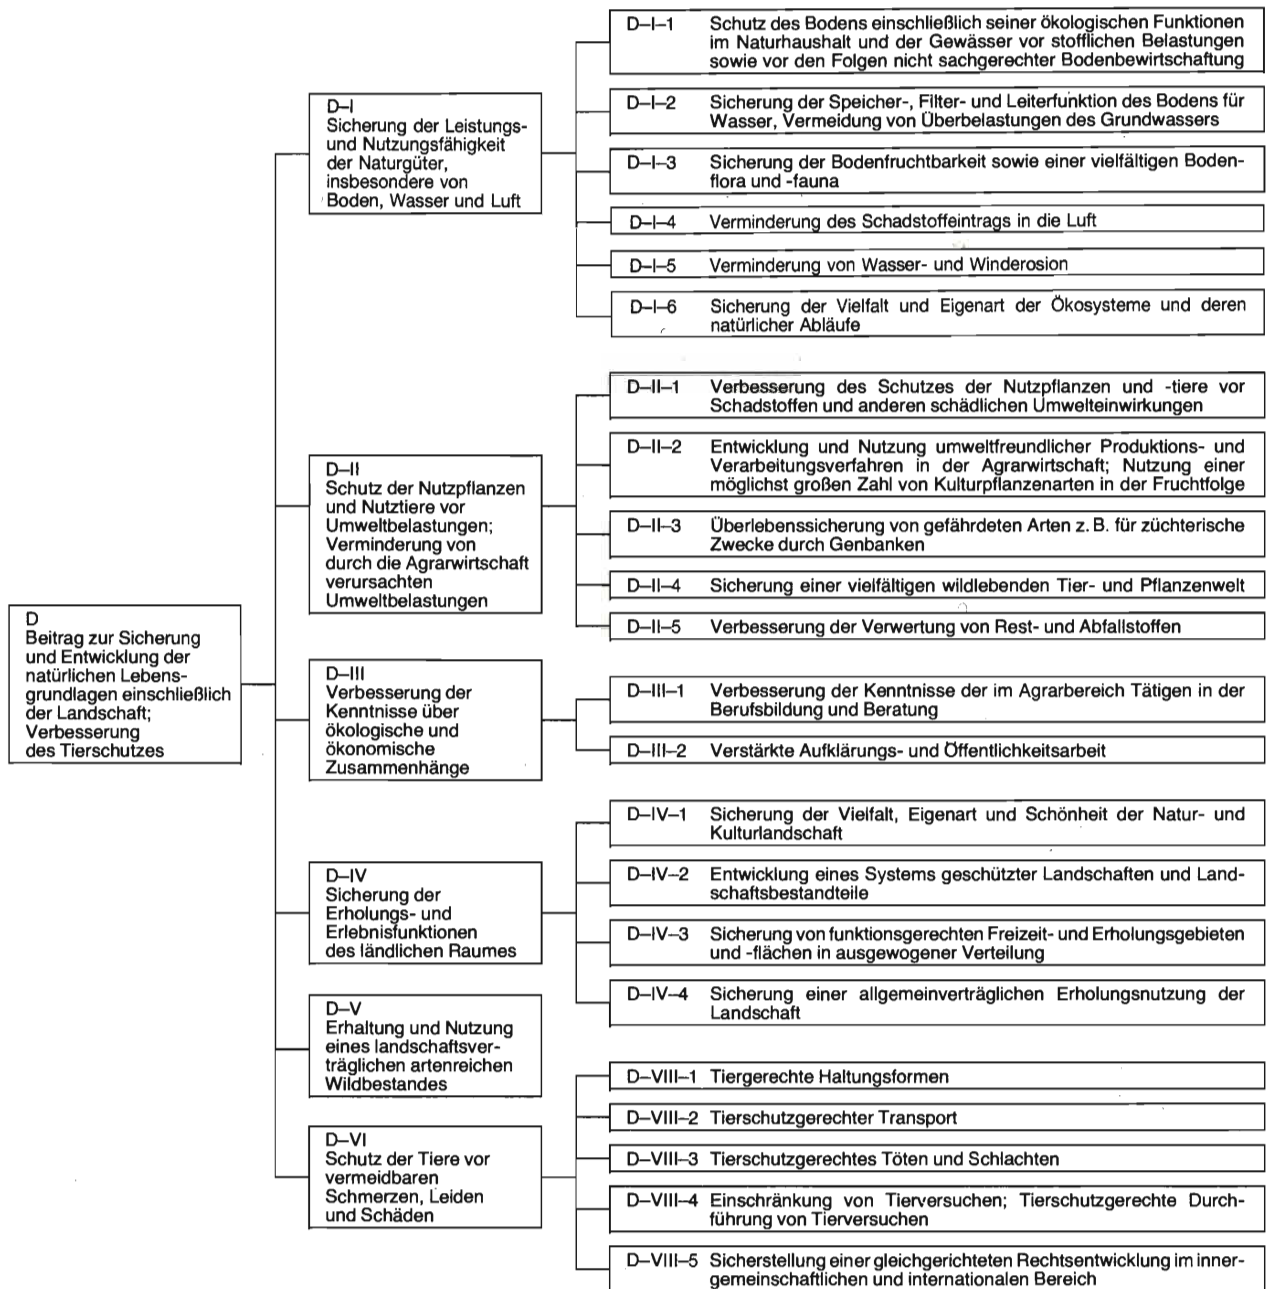 D
Beitrag zur Sicherung
und Entwicklung der
natürlichen Lebens-
grundlagen einschließlich
der Landschaft;
Verbesserung
des Tierschutzes
D–I
Sicherung der Leistungs-
und Nutzungsfähigkeit
der Naturgüter,
insbesondere von
Boden, Wasser und Luft
D–I–1 Schutz des Bodens einschließlich seiner ökologischen Funktionen
im Naturhaushalt und der Gewässer vor stofflichen Belastungen
sowie vor den Folgen nicht sachgerechter Bodenbewirtschaftung
D–I–2 Sicherung der Speicher-, Filter- und Leiterfunktion des Bodens für
Wasser, Vermeidung von Überbelastungen des Grundwassers
D–I–3 Sicherung der Bodenfruchtbarkeit sowie einer vielfältigen Boden-
flora und -fauna
D–I–4 Verminderung des Schadstoffeintrags in die Luft
D–I–5 Verminderung von Wasser- und Winderosion
D–I–6 Sicherung der Vielfalt und Eigenart der Ökosysteme und deren
natürlicher Abläufe
D–II
Schutz der Nutzpflanzen
und Nutztiere vor
Umweltbelastungen;
Verminderung von
durch die Agrarwirtschaft
verursachten
Umweltbelastungen
D–II–1 Verbesserung des Schutzes der Nutzpflanzen und -tiere vor
Schadstoffen und anderen schädlichen Umwelteinwirkungen
D–II–2 Entwicklung und Nutzung umweltfreundlicher Produktions- und
Verarbeitungsverfahren in der Agrarwirtschaft; Nutzung einer
möglichst großen Zahl von Kulturpflanzenarten in der Fruchtfolge
D–II–3 Überlebenssicherung von gefährdeten Arten z. B. für züchterische
Zwecke durch Genbanken
D–II–4 Sicherung einer vielfältigen wildlebenden Tier- und Pflanzenwelt
D–II–5 Verbesserung der Verwertung von Rest- und Abfallstoffen
D–III
Verbesserung der
Kenntnisse über
ökologische und
ökonomische
Zusammenhänge
D–III–1 Verbesserung der Kenntnisse der im Agrarbereich Tätigen in der
Berufsbildung und Beratung
D–III–2 Verstärkte Aufklärungs- und Öffentlichkeitsarbeit
D–IV
Sicherung der
Erholungs- und
Erlebnisfunktionen
des ländlichen Raumes
D–IV–1 Sicherung der Vielfalt, Eigenart und Schönheit der Natur- und
Kulturlandschaft
D–IV–2 Entwicklung eines Systems geschützter Landschaften und Land-
schaftsbestandteile
D–IV–3 Sicherung von funktionsgerechten Freizeit- und Erholungsgebieten
und -flächen in ausgewogener Verteilung
D–IV–4 Sicherung einer allgemeinverträglichen Erholungsnutzung der
Landschaft
D–V
Erhaltung und Nutzung
eines landschaftsver-
träglichen artenreichen
Wildbestandes
D–VI
Schutz der Tiere vor
vermeidbaren
Schmerzen, Leiden
und Schäden
D–VIII–1 Tiergerechte Haltungsformen
D–VIII–2 Tierschutzgerechter Transport
D–VIII–3 Tierschutzgerechtes Töten und Schlachten
D–VIII–4 Einschränkung von Tierversuchen; Tierschutzgerechte Durch-
führung von Tierversuchen
D–VIII–5 Sicherstellung einer gleichgerichteten Rechtsentwicklung im inner-
gemeinschaftlichen und internationalen Bereich